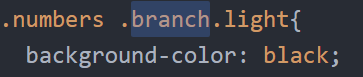 .numbers .branch.light{
background-color: black;